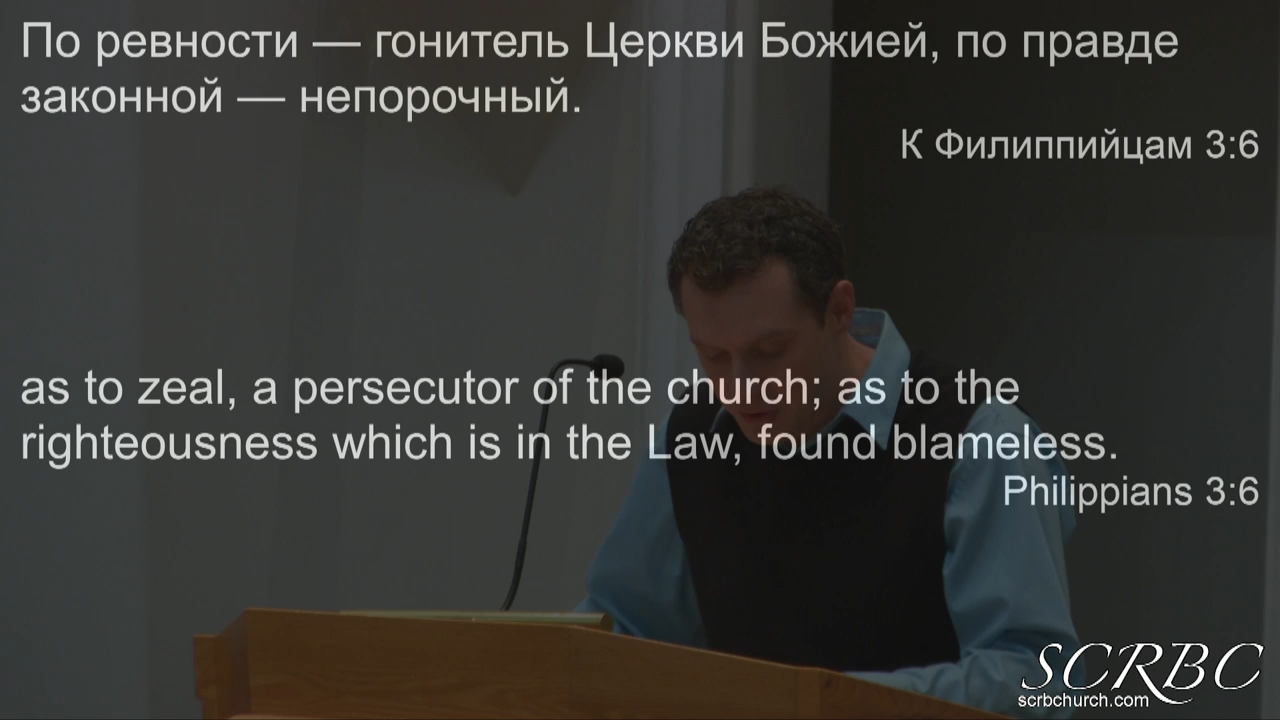 По ревности — гонитель Церкви Божией, по правде
законной — непорочный.
К Филиппийцам 3:6
as to zeal, a persecutor of the church; as to the
righteousness which is in the Law, found blameless.
Philippians 3:6
SCRBC
scrbchurch.com